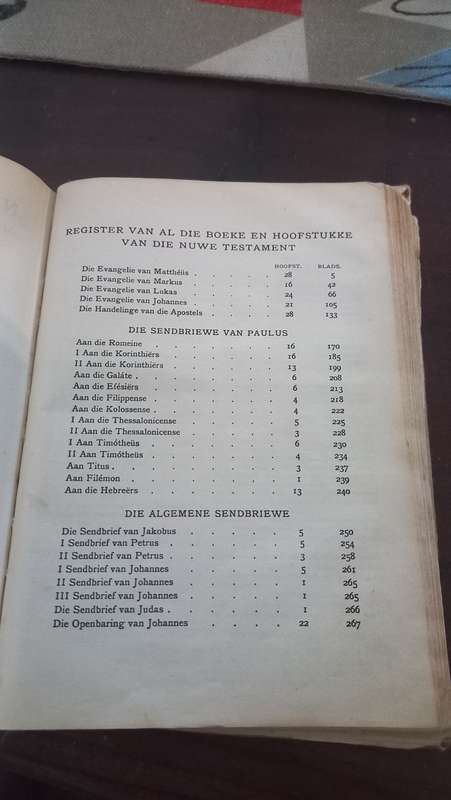 REGISTER VAN AL DIE BOEKE EN HOOFSTUKKE
VAN DIE NUWE TESTAMENT
HOOFST. BLADS.
Die Evangelie van Matthéüs . . . . . 28 5
Die Evangelie van Markus . . . . . 16 42
Die Evangelie van Lukas . . . . . 24 66
Die Evangelie van Johannes . . . . . 21 105
Die Handelinge van die Apostels . . . . 28 133
DIE SENDBRIEWE VAN PAULUS
Aan die Romeine . . . . . . 16 170
I Aan die Korinthiërs . . . . . . 16 185
II Aan die Korinthiërs . . . . . . 13 199
Aan die Galáte . . . . . . . 6 208
Aan die Efésiërs . . . . . . 6 213
Aan die Filippense . . . . . . 4 218
Aan die Kolossense . . . . . . . 4 222
I Aan die Thessalonicense . . . . . 5 225
II Aan die Thessalonicense . . . . . 3 228
I Aan Timótheüs . . . . . . 6 230
II Aan Timótheüs . . . . . . 4 234
Aan Titus . . . . . . . . 3 237
Aan Filémon . . . . . . . 1 239
Aan die Hebreërs . . . . . . 13 240
DIE ALGEMENE SENDBRIEWE
Die Sendbrief van Jakobus . . . . . 5 250
I Sendbrief van Petrus . . . . . . 5 254
II Sendbrief van Petrus . . . . . . 3 258
I Sendbrief van Johannes . . . . . 5 261
II Sendbrief van Johannes . . . . . 1 265
III Sendbrief van Johannes . . . . . 1 265
Die Sendbrief van Judas . . . . . . 1 266
Die Openbaring van Johannes . . . . 22 267